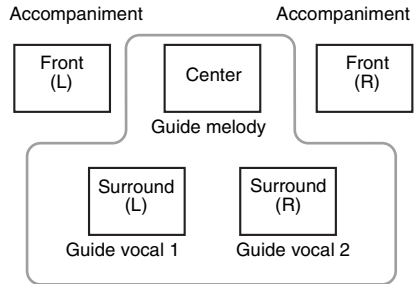 Accompaniment
Accompaniment
Front
(L)
Center
Front
(R)
Guide melody
Surround
(L)
Surround
(R)
Guide vocal 1
Guide vocal 2